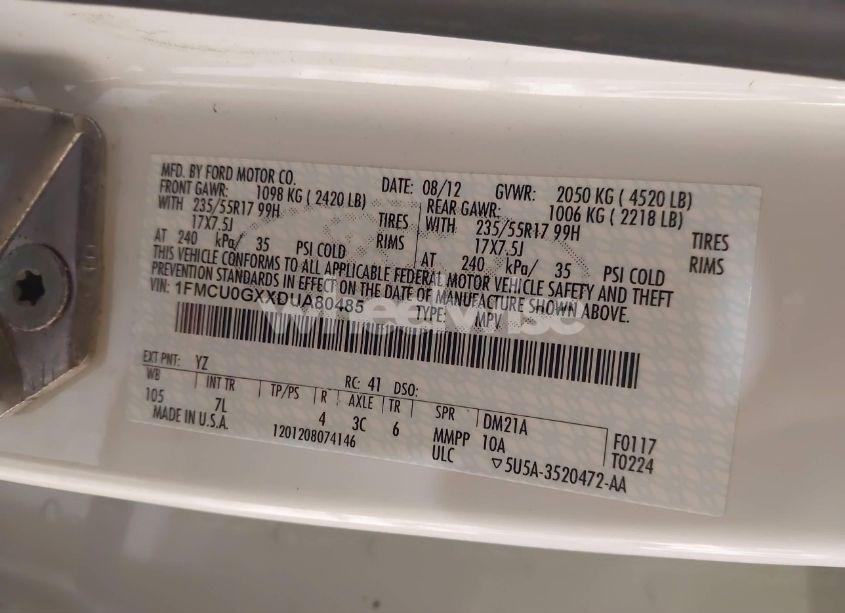 MFD. BY FORD MOTOR CO. DATE: 08/12 GVWR: 2050 KG ( 4520 LB)
FRONT GAWR: 1098 KG ( 2420 LB) REAR GAWR: 1006 KG ( 2218 LB)
WITH 235/55R17 99H TIRES WITH 235/55R17 99H TIRES
17X7.5J RIMS 17X7.5J RIMS
AT 240 kPa/ 35 PSI COLD AT 240 kPa/ 35 PSI COLD
THIS VEHICLE CONFORMS TO ALL APPLICABLE FEDERAL MOTOR VEHICLE SAFETY AND THEFT
PREVENTION STANDARDS IN EFFECT ON THE DATE OF MANUFACTURE SHOWN ABOVE.
VIN: 1FMCU0GXXDUA80485 TYPE: MPV
wheelwise
EXT PNT: YZ RC: 41 DSO:
WB INT TR TP/PS R AXLE TR SPR DM21A F0117
105 7L 4 3C 6 MMPP 10A T0224
MADE IN U.S.A. 1201208074146 ULC ▽5U5A-3520472-AA